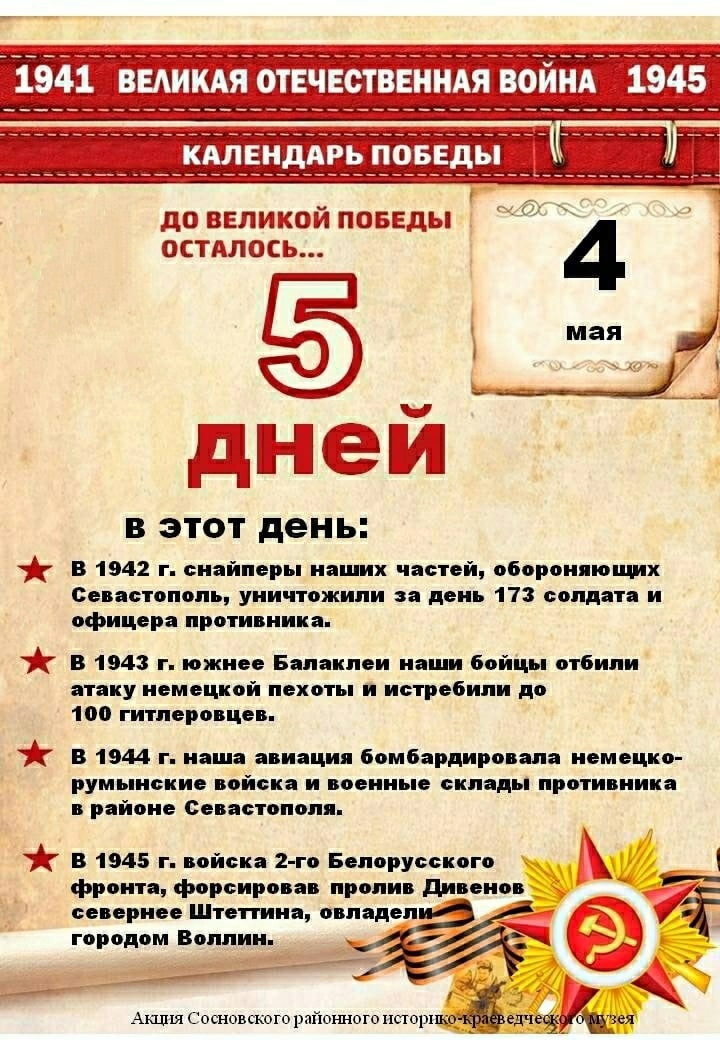 1941 ВЕЛИКАЯ ОТЕЧЕСТВЕННАЯ ВОЙНА 1945
КАЛЕНДАРЬ ПОБЕДЫ
ДО ВЕЛИКОЙ ПОБЕДЫ
ОСТАЛОСЬ...
5
дней
4
мая
в этот день:
В 1942 г. снайперы наших частей, обороняющих
Севастополь, уничтожили за день 173 солдата и
офицера противника.
В 1943 г. южнее Балаклеи наши бойцы отбили
атаку немецкой пехоты и истребили до
100 гитлеровцев.
В 1944 г. наша авиация бомбардировала немецко-
румынские войска и военные склады противника
в районе Севастополя.
В 1945 г. войска 2-го Белорусского
фронта, форсировав пролив Дивенов
севернее Штеттина, овладели
городом Воллин.
Акция Сосновского районного историко-краеведческого музея